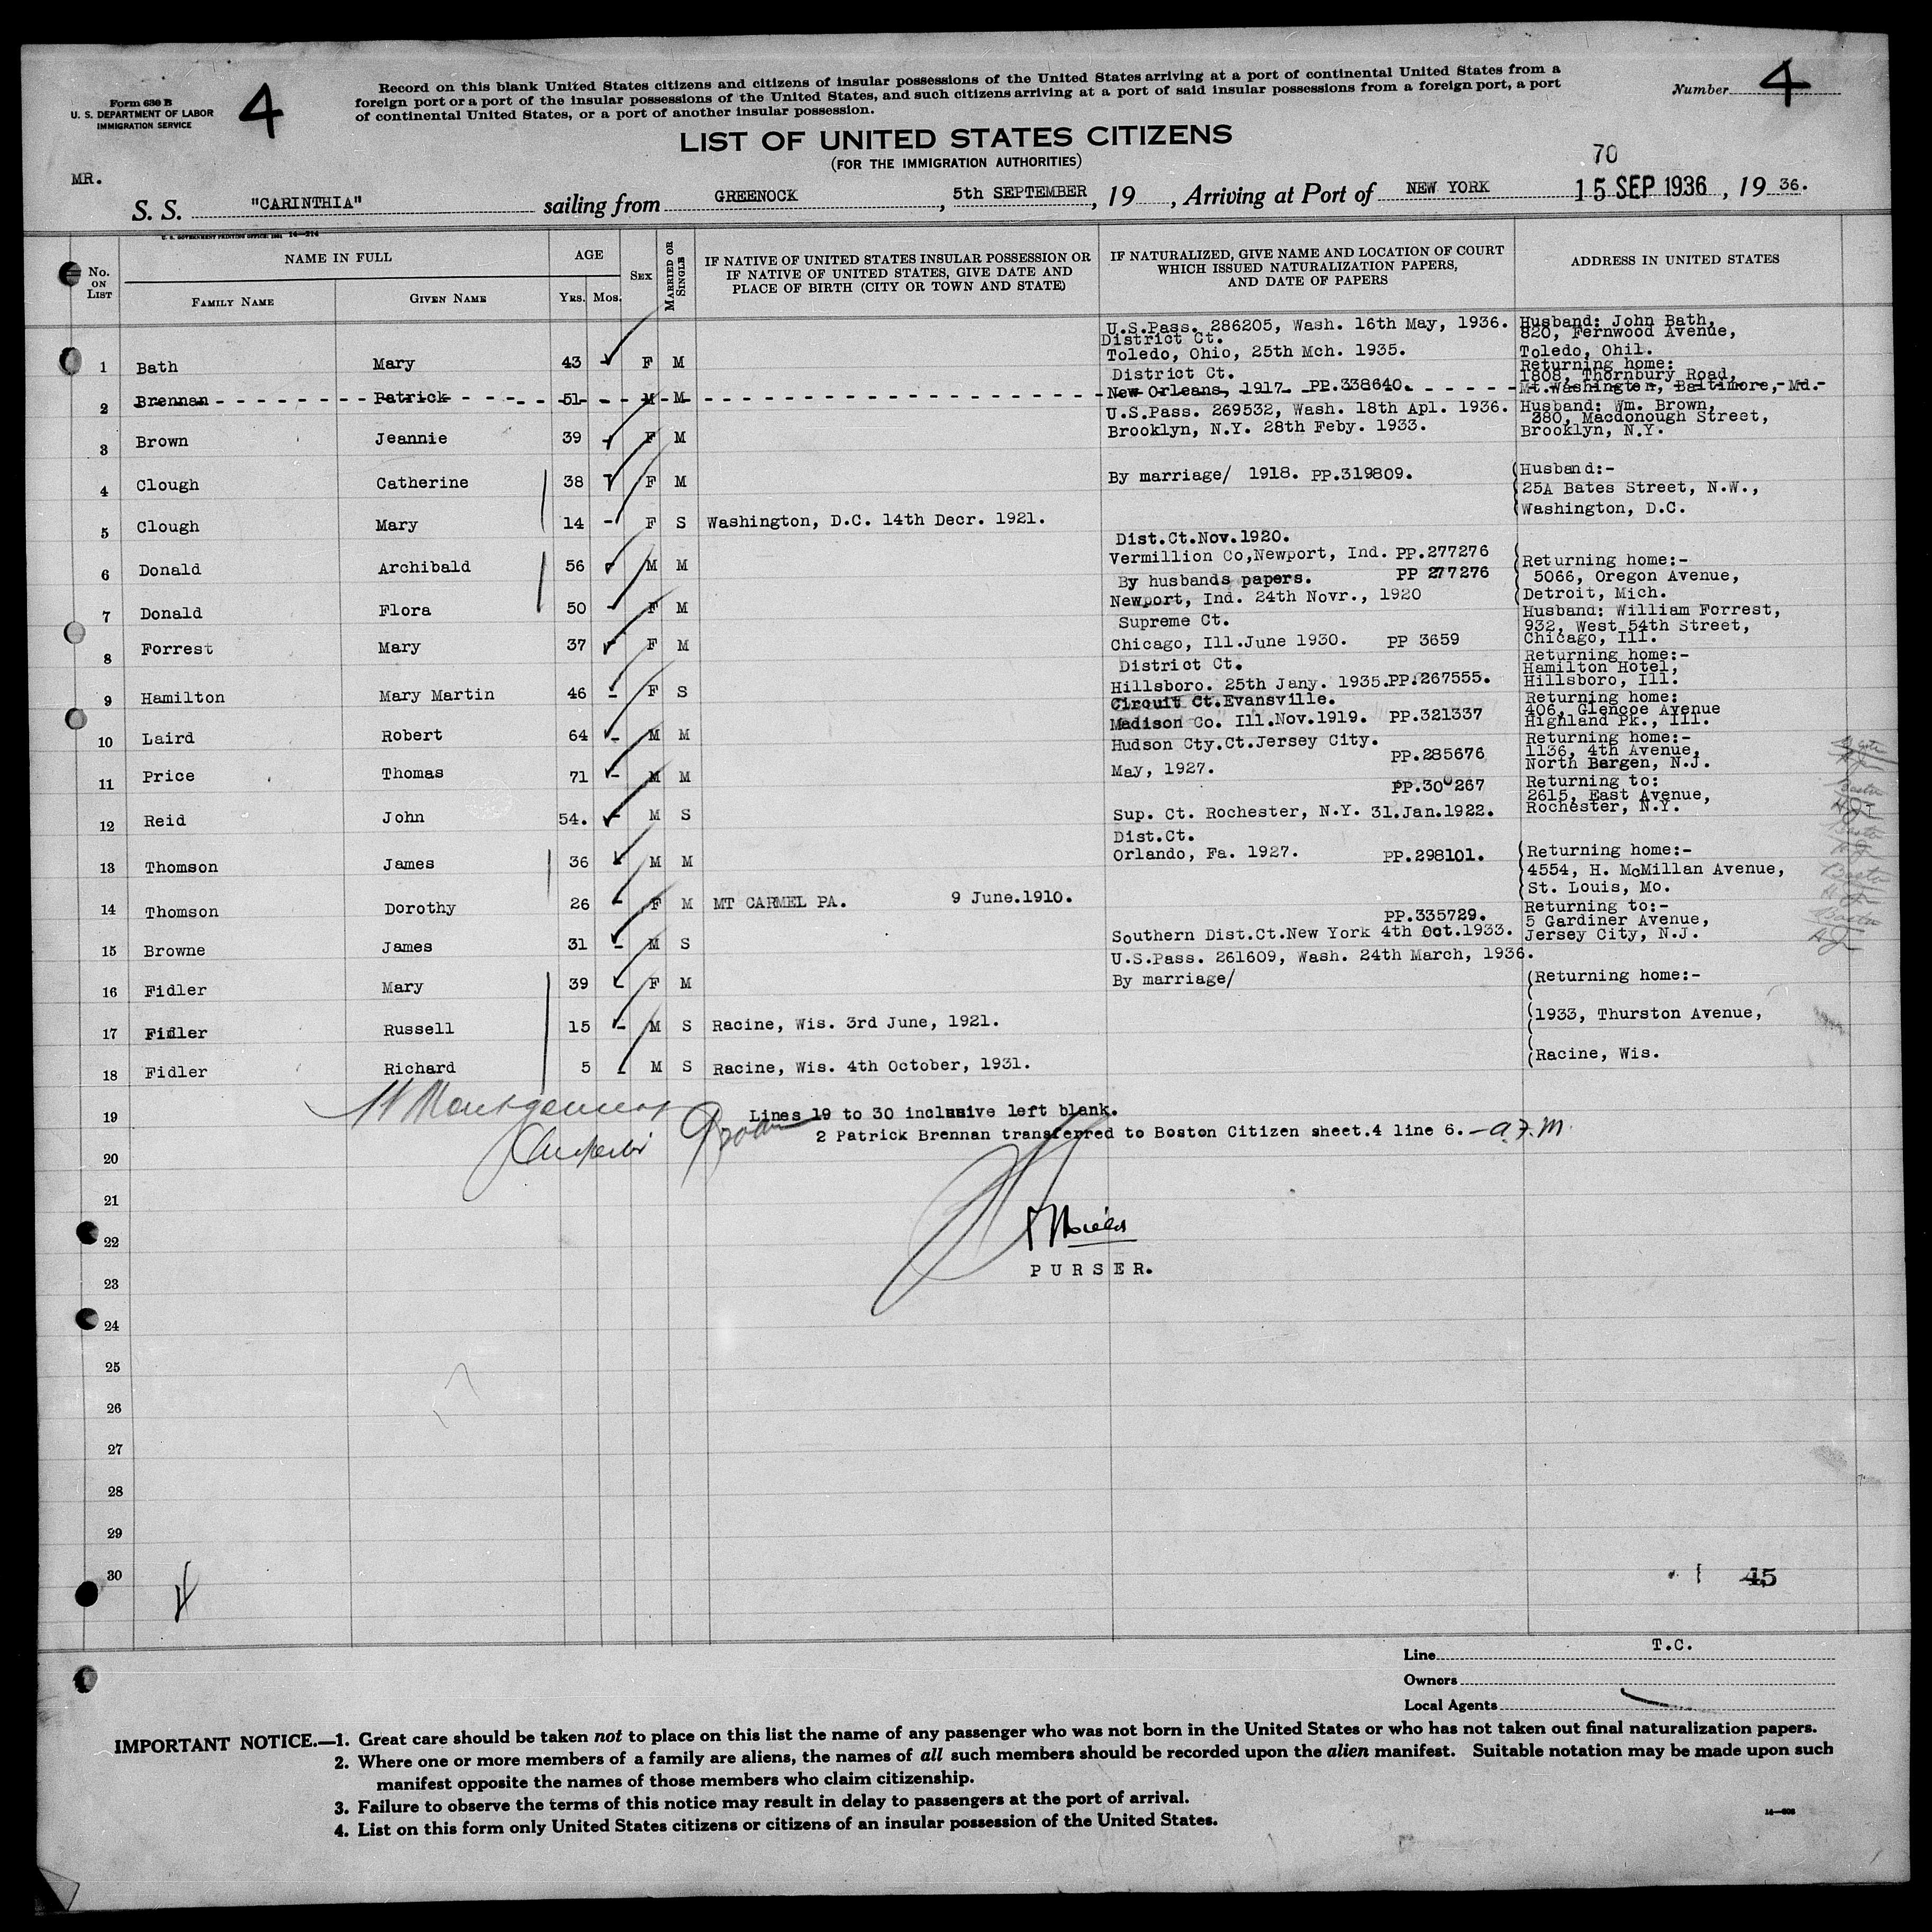 Form 630 B
U. S. DEPARTMENT OF LABOR
IMMIGRATION SERVICE
4
Record on this blank United States citizens and citizens of insular possessions of the United States arriving at a port of continental United States from a
foreign port or a port of the insular possessions of the United States, and such citizens arriving at a port of said insular possessions from a foreign port, a port
of continental United States, or a port of another insular possession.
Number 4
LIST OF UNITED STATES CITIZENS
(FOR THE IMMIGRATION AUTHORITIES)
70
MR.
S. S. "CARINTHIA" sailing from GREENOCK, 5th SEPTEMBER, 19 , Arriving at Port of NEW YORK 15 SEP 1936, 19 36.
U. S. GOVERNMENT PRINTING OFFICE: 1931 14—214
No. ON LIST
NAME IN FULL
FAMILY NAME
GIVEN NAME
AGE
YRS. MOS.
SEX
MARRIED OR SINGLE
IF NATIVE OF UNITED STATES INSULAR POSSESSION OR
IF NATIVE OF UNITED STATES, GIVE DATE AND
PLACE OF BIRTH (CITY OR TOWN AND STATE)
IF NATURALIZED, GIVE NAME AND LOCATION OF COURT
WHICH ISSUED NATURALIZATION PAPERS,
AND DATE OF PAPERS
ADDRESS IN UNITED STATES
U.S.Pass. 286205, Wash. 16th May, 1936. Husband: John Bath,
District Ct. 820, Fernwood Avenue,
1 Bath Mary 43 - F M Toledo, Ohio, 25th Mch. 1935. Toledo, Ohil.
District Ct. Returning home:
1808, Thornbury Road,
2 Brennan Patrick 51 - M M New Orleans, 1917. PP.338640. Mt.Washington, Baltimore, Md.
U.S.Pass. 269532, Wash. 18th Apl. 1936. Husband: Wm. Brown,
380, Macdonough Street,
3 Brown Jeannie 39 - F M Brooklyn, N.Y. 28th Feby. 1933. Brooklyn, N.Y.
Husband:-
4 Clough Catherine 38 - F M By marriage/ 1918. PP.319809. 25A Bates Street, N.W.,
Washington, D.C.
5 Clough Mary 14 - F S Washington, D.C. 14th Decr. 1921.
Dist.Ct.Nov.1920.
6 Donald Archibald 56 - M M Vermillion Co,Newport, Ind. PP.277276 Returning home:-
By husbands papers. PP 277276 5066, Oregon Avenue,
7 Donald Flora 50 - F M Newport, Ind. 24th Novr., 1920 Detroit, Mich.
Supreme Ct. Husband: William Forrest,
932, West 54th Street,
8 Forrest Mary 37 - F M Chicago, Ill.June 1930. PP 3659 Chicago, Ill.
District Ct. Returning home:-
Hamilton Hotel,
9 Hamilton Mary Martin 46 - F S Hillsboro. 25th Jany. 1935.PP.267555. Hillsboro, Ill.
Circuit Ct.Evansville. Returning home:
406, Glencoe Avenue
10 Laird Robert 64 - M M Madison Co. Ill.Nov.1919. PP.321337 Highland Pk., Ill.
Hudson Cty.Ct.Jersey City. Returning home:-
PP.285676 1136, 4th Avenue,
11 Price Thomas 71 - M M May, 1927. North Bergen, N.J.
PP.300267 Returning to:
2615, East Avenue,
12 Reid John 54. - M S Sup. Ct. Rochester, N.Y. 31.Jan.1922. Rochester, N.Y.
Dist.Ct.
13 Thomson James 36 M M Orlando, Fa. 1927. PP.298101. Returning home:-
4554, H. McMillan Avenue,
St. Louis, Mo.
14 Thomson Dorothy 26 - F M MT CARMEL PA. 9 June.1910.
PP.335729. Returning to:-
5 Gardiner Avenue,
15 Browne James 31 - M S Southern Dist.Ct.New York 4th Oct.1933. Jersey City, N.J.
U.S.Pass. 261609, Wash. 24th March, 1936.
16 Fidler Mary 39 - F M By marriage/ Returning home:-
17 Fidler Russell 15 - M S Racine, Wis. 3rd June, 1921. 1933, Thurston Avenue,
18 Fidler Richard 5 - M S Racine, Wis. 4th October, 1931. Racine, Wis.
19 Lines 19 to 30 inclusive left blank.
2 Patrick Brennan transferred to Boston Citizen sheet.4 line 6. — a.F.M.
20
21
22
PURSER.
23
24
25
26
27
28
29
30
45
Line T.C.
Owners
Local Agents
IMPORTANT NOTICE.—1. Great care should be taken not to place on this list the name of any passenger who was not born in the United States or who has not taken out final naturalization papers.
2. Where one or more members of a family are aliens, the names of all such members should be recorded upon the alien manifest. Suitable notation may be made upon such
manifest opposite the names of those members who claim citizenship.
3. Failure to observe the terms of this notice may result in delay to passengers at the port of arrival.
4. List on this form only United States citizens or citizens of an insular possession of the United States.